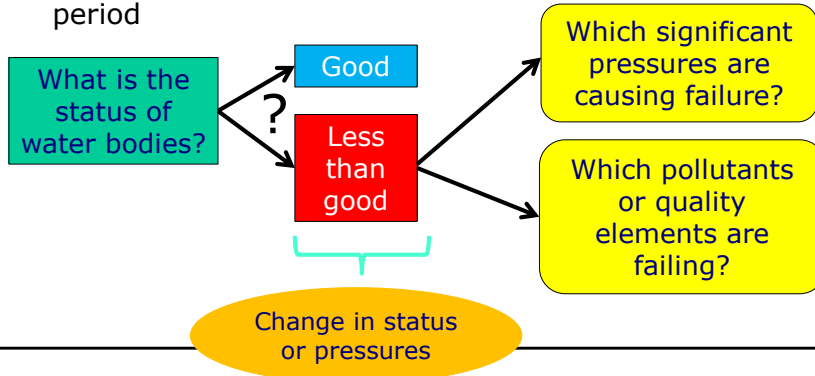 period
What is the
status of
water bodies?
?
Good
Less
than
good
Which significant
pressures are
causing failure?
Which pollutants
or quality
elements are
failing?
Change in status
or pressures